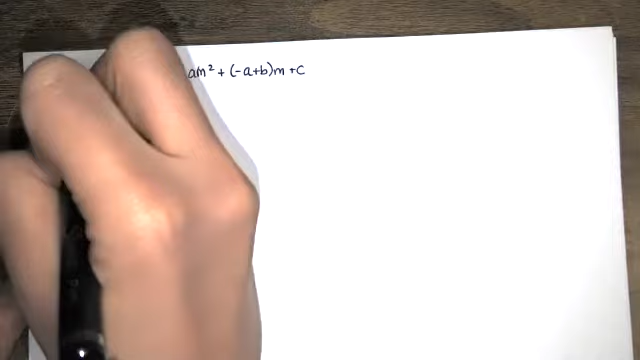 am² + (-a+b)m +c